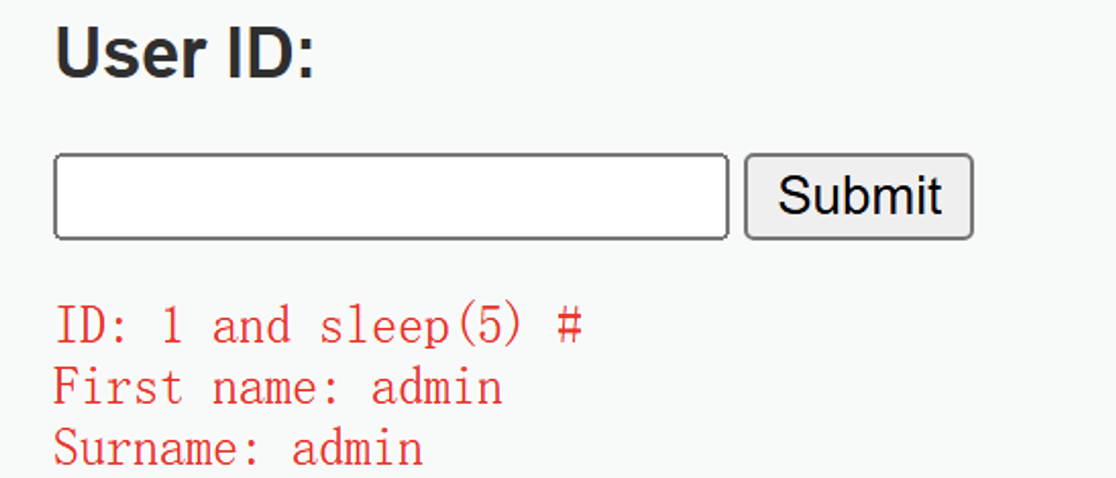 User ID:
Submit
ID: 1 and sleep(5) #
First name: admin
Surname: admin